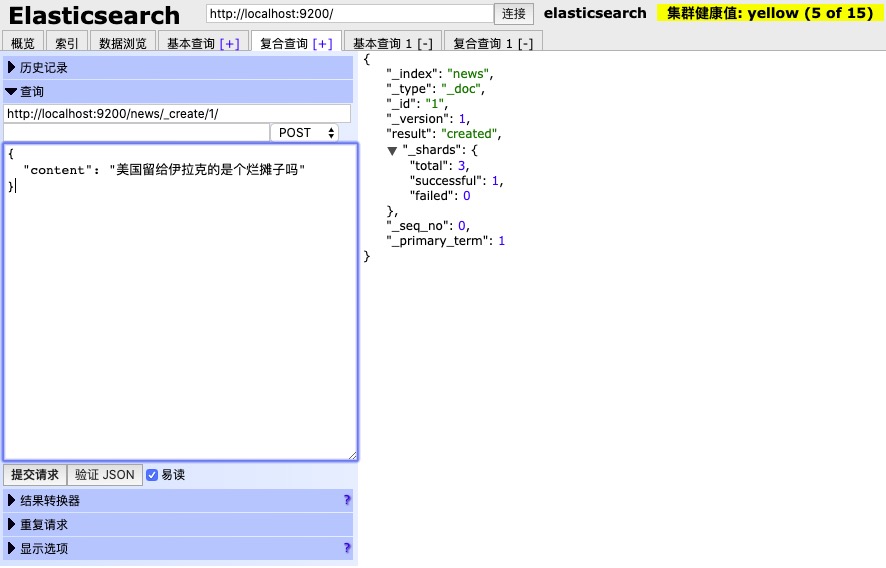 Elasticsearch
http://localhost:9200/ 连接 elasticsearch 集群健康值: yellow (5 of 15)
概览 索引 数据浏览 基本查询 [+] 复合查询 [+] 基本查询 1 [-] 复合查询 1 [-]
历史记录
查询
http://localhost:9200/news/_create/1/
POST
{
"content": "美国留给伊拉克的是个烂摊子吗"
}
提交请求 验证 JSON 易读
结果转换器 ?
重复请求
显示选项 ?
{
"_index": "news",
"_type": "_doc",
"_id": "1",
"_version": 1,
"result": "created",
"_shards": {
"total": 3,
"successful": 1,
"failed": 0
},
"_seq_no": 0,
"_primary_term": 1
}